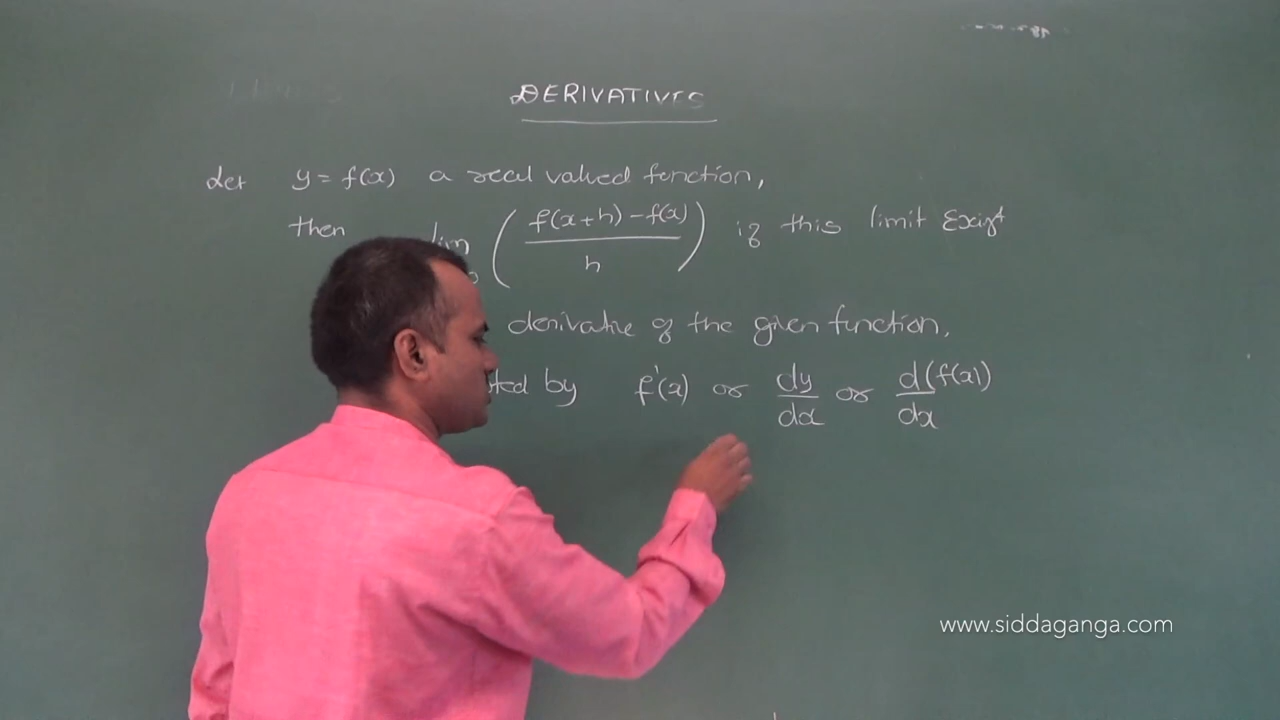 DERIVATIVES
Let y = f(x) a real valued function,
then lim ( f(x+h) - f(x) / h ) if this limit Exist
derivative of the given function,
ted by f'(x) or dy/dx or d(f(x))/dx
www.siddaganga.com